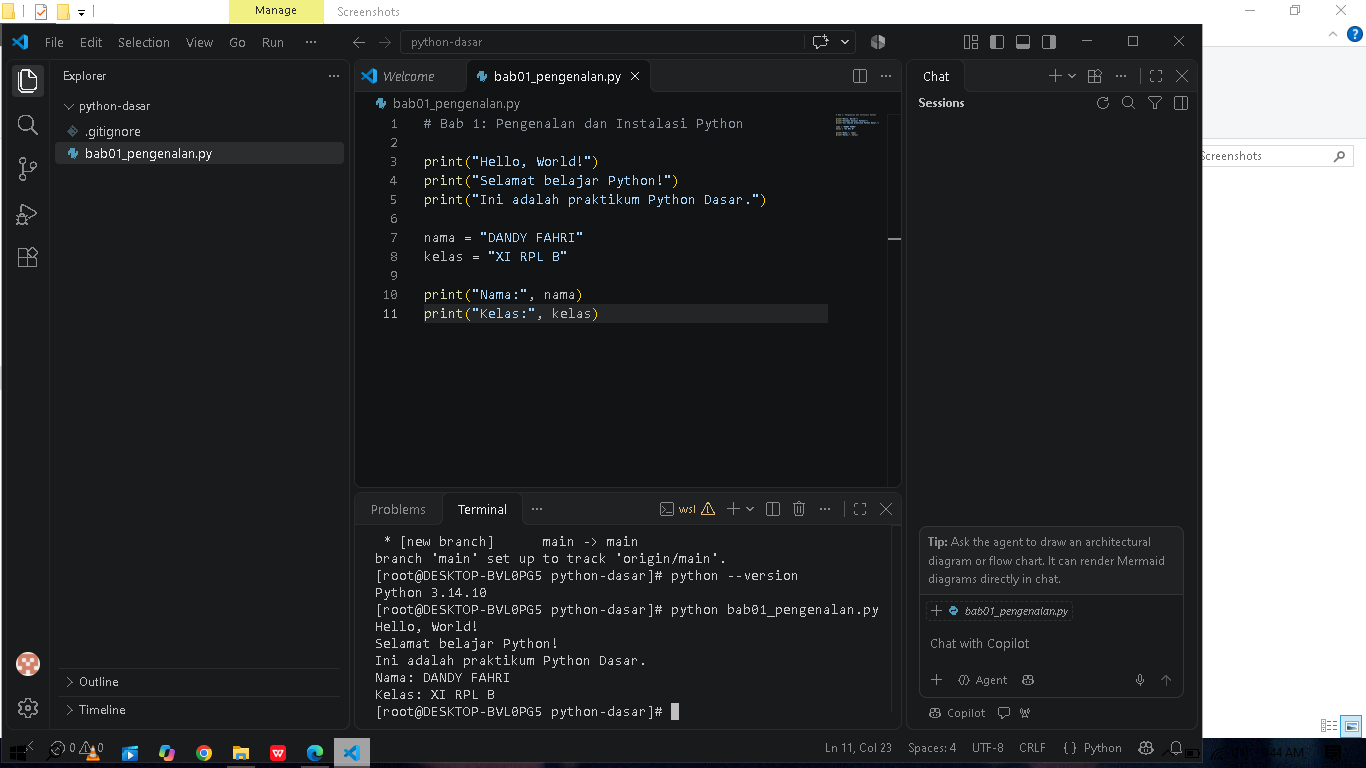 Manage
Screenshots
File Edit Selection View Go Run ···
python-dasar
Explorer
python-dasar
.gitignore
bab01_pengenalan.py
Outline
Timeline
Welcome
bab01_pengenalan.py
bab01_pengenalan.py
1 # Bab 1: Pengenalan dan Instalasi Python
2
3 print("Hello, World!")
4 print("Selamat belajar Python!")
5 print("Ini adalah praktikum Python Dasar.")
6
7 nama = "DANDY FAHRI"
8 kelas = "XI RPL B"
9
10 print("Nama:", nama)
11 print("Kelas:", kelas)
Problems Terminal ···
wsl
* [new branch]      main -> main
branch 'main' set up to track 'origin/main'.
[root@DESKTOP-BVL0PG5 python-dasar]# python --version
Python 3.14.10
[root@DESKTOP-BVL0PG5 python-dasar]# python bab01_pengenalan.py
Hello, World!
Selamat belajar Python!
Ini adalah praktikum Python Dasar.
Nama: DANDY FAHRI
Kelas: XI RPL B
[root@DESKTOP-BVL0PG5 python-dasar]#
Chat
Sessions
Tip: Ask the agent to draw an architectural
diagram or flow chart. It can render Mermaid
diagrams directly in chat.
bab01_pengenalan.py
Chat with Copilot
Agent
Copilot
Screenshots
0 0
Ln 11, Col 23 Spaces: 4 UTF-8 CRLF { } Python